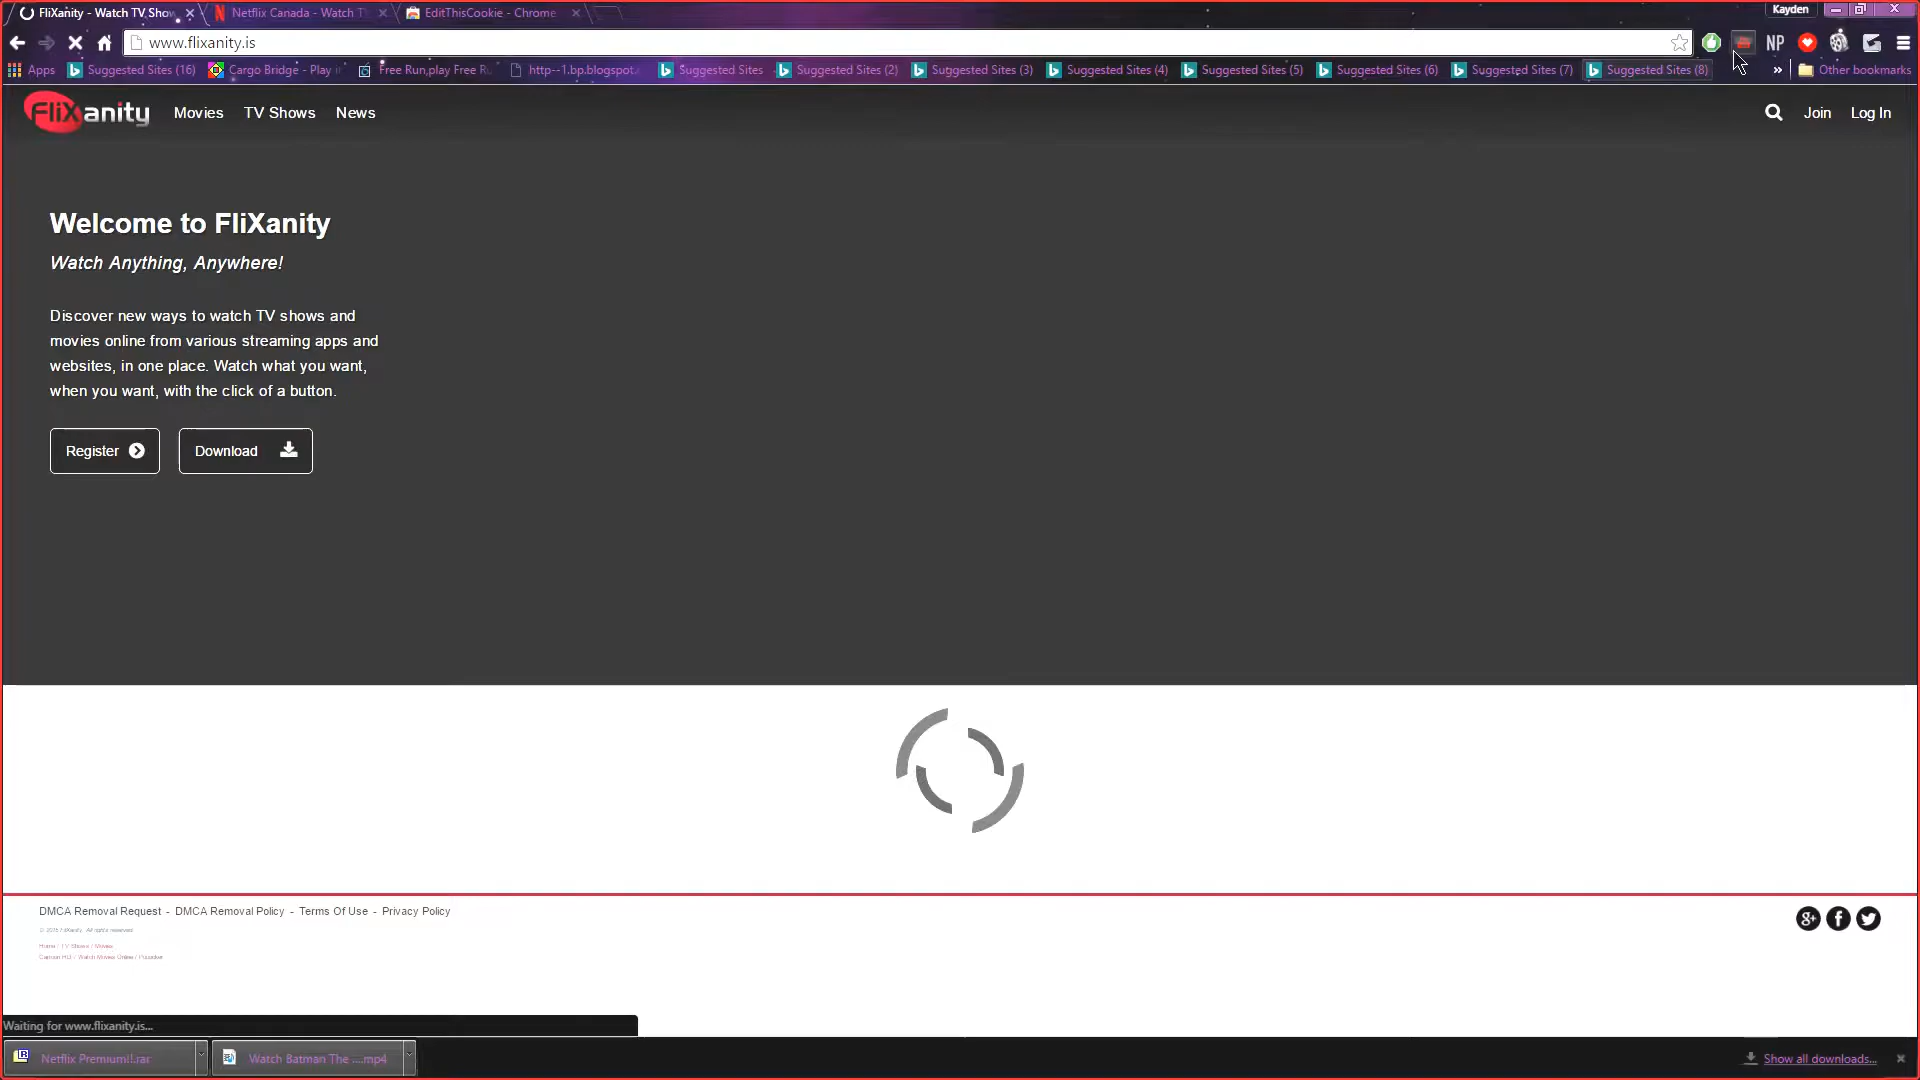 FliXanity - Watch TV Show
Netflix Canada - Watch T
EditThisCookie - Chrome
Kayden
www.flixanity.is
NP
Apps
Suggested Sites (16)
Cargo Bridge - Play i
Free Run,play Free Ru
http--1.bp.blogspot.
Suggested Sites
Suggested Sites (2)
Suggested Sites (3)
Suggested Sites (4)
Suggested Sites (5)
Suggested Sites (6)
Suggested Sites (7)
Suggested Sites (8)
»
Other bookmarks
FliXanity
Movies
TV Shows
News
Join
Log In
Welcome to FliXanity
Watch Anything, Anywhere!
Discover new ways to watch TV shows and
movies online from various streaming apps and
websites, in one place. Watch what you want,
when you want, with the click of a button.
Register
Download
DMCA Removal Request - DMCA Removal Policy - Terms Of Use - Privacy Policy
Home / TV Shows / Movies
Waiting for www.flixanity.is...
Netflix Premium!!.rar
Watch Batman The ....mp4
Show all downloads...